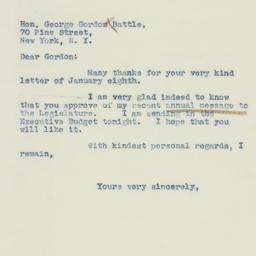 Hon. George Gordon Battle,
70 Pine Street,
New York, N. Y.
Dear Gordon:
Many thanks for your very kind
letter of January eighth.
I am very glad indeed to know
that you approve of my recent annual message to
the Legislature. I am sending in the
Executive Budget tonight. I hope that you
will like it.
With kindest personal regards, I
remain,
Yours very sincerely,